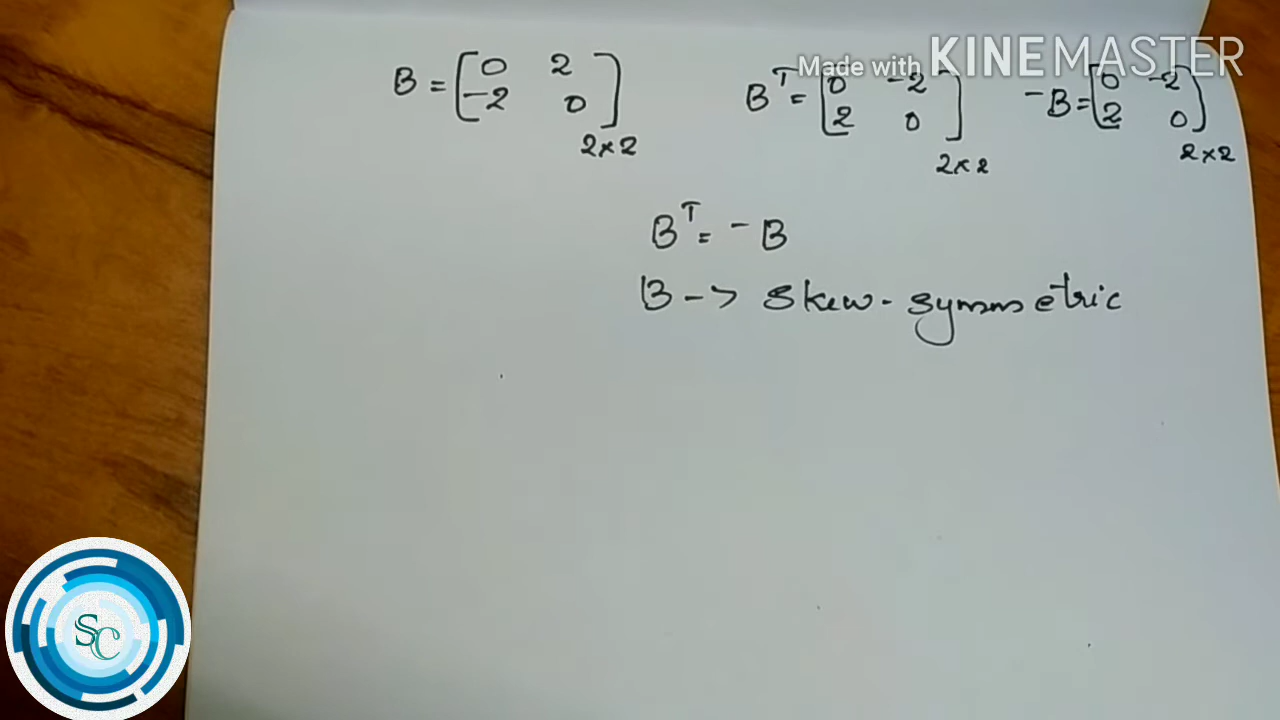 Made with KINEMASTER
B = [0 2
-2 0] 2×2
B^T = [0 -2
2 0] 2×2
-B = [0 -2
2 0] 2×2
B^T = -B
B -> skew-symmetric
SC